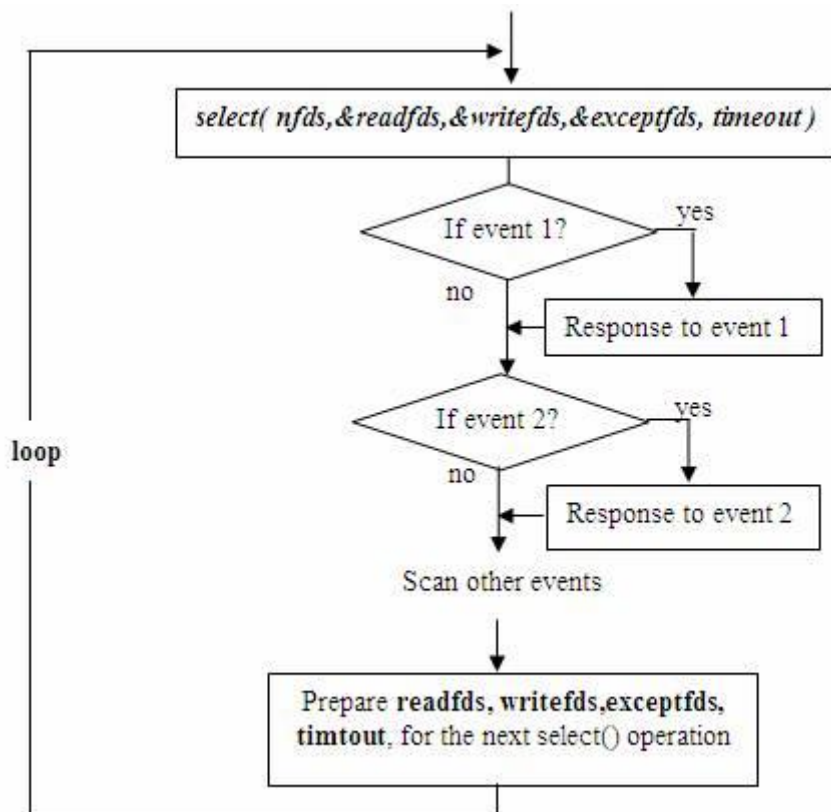 select( nfds,&readfds,&writefds,&exceptfds, timeout )
If event 1?
yes
no
Response to event 1
If event 2?
yes
loop
no
Response to event 2
Scan other events
Prepare readfds, writefds,exceptfds,
timtout, for the next select() operation